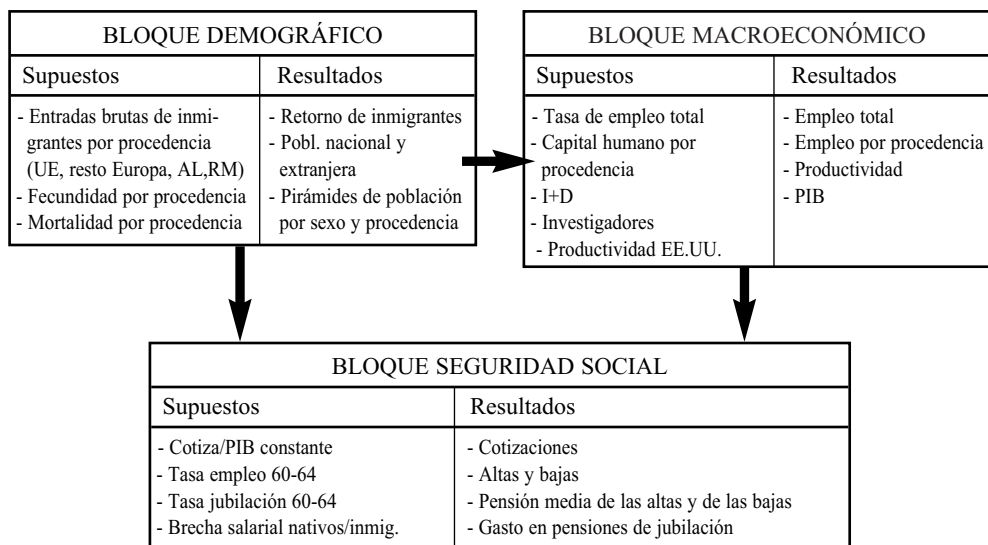 BLOQUE DEMOGRÁFICO
Supuestos
- Entradas brutas de inmi-
grantes por procedencia
(UE, resto Europa, AL,RM)
- Fecundidad por procedencia
- Mortalidad por procedencia
Resultados
- Retorno de inmigrantes
- Pobl. nacional y
extranjera
- Pirámides de población
por sexo y procedencia
BLOQUE MACROECONÓMICO
Supuestos
- Tasa de empleo total
- Capital humano por
procedencia
- I+D
- Investigadores
- Productividad EE.UU.
Resultados
- Empleo total
- Empleo por procedencia
- Productividad
- PIB
BLOQUE SEGURIDAD SOCIAL
Supuestos
- Cotiza/PIB constante
- Tasa empleo 60-64
- Tasa jubilación 60-64
- Brecha salarial nativos/inmig.
Resultados
- Cotizaciones
- Altas y bajas
- Pensión media de las altas y de las bajas
- Gasto en pensiones de jubilación